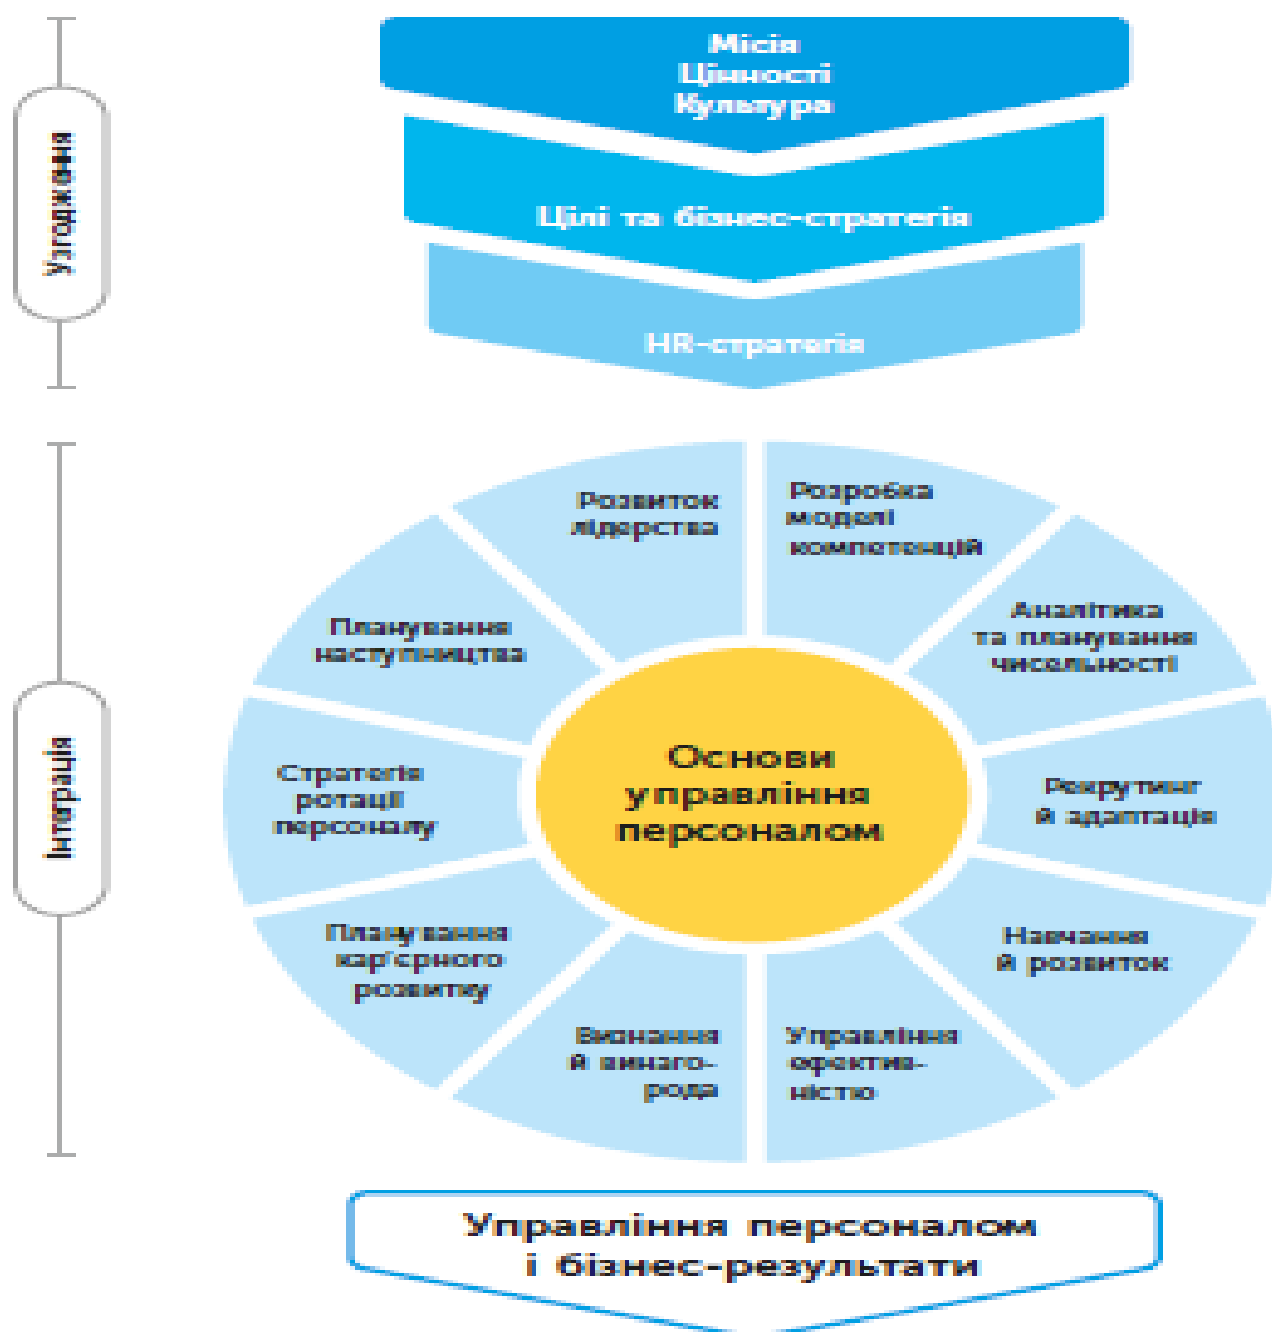 Місія
Цінності
Культура
Цілі та бізнес-стратегія
HR-стратегія
Узгодження
Розвиток
лідерства
Розробка
моделі
компетенцій
Аналітика
та планування
чисельності
Рекрутинг
й адаптація
Навчання
й розвиток
Управління
ефектив-
ністю
Визнання
й винаго-
рода
Планування
кар'єрного
розвитку
Стратегія
ротації
персоналу
Планування
наступництва
Основи
управління
персоналом
Інтеграція
Управління персоналом
і бізнес-результати